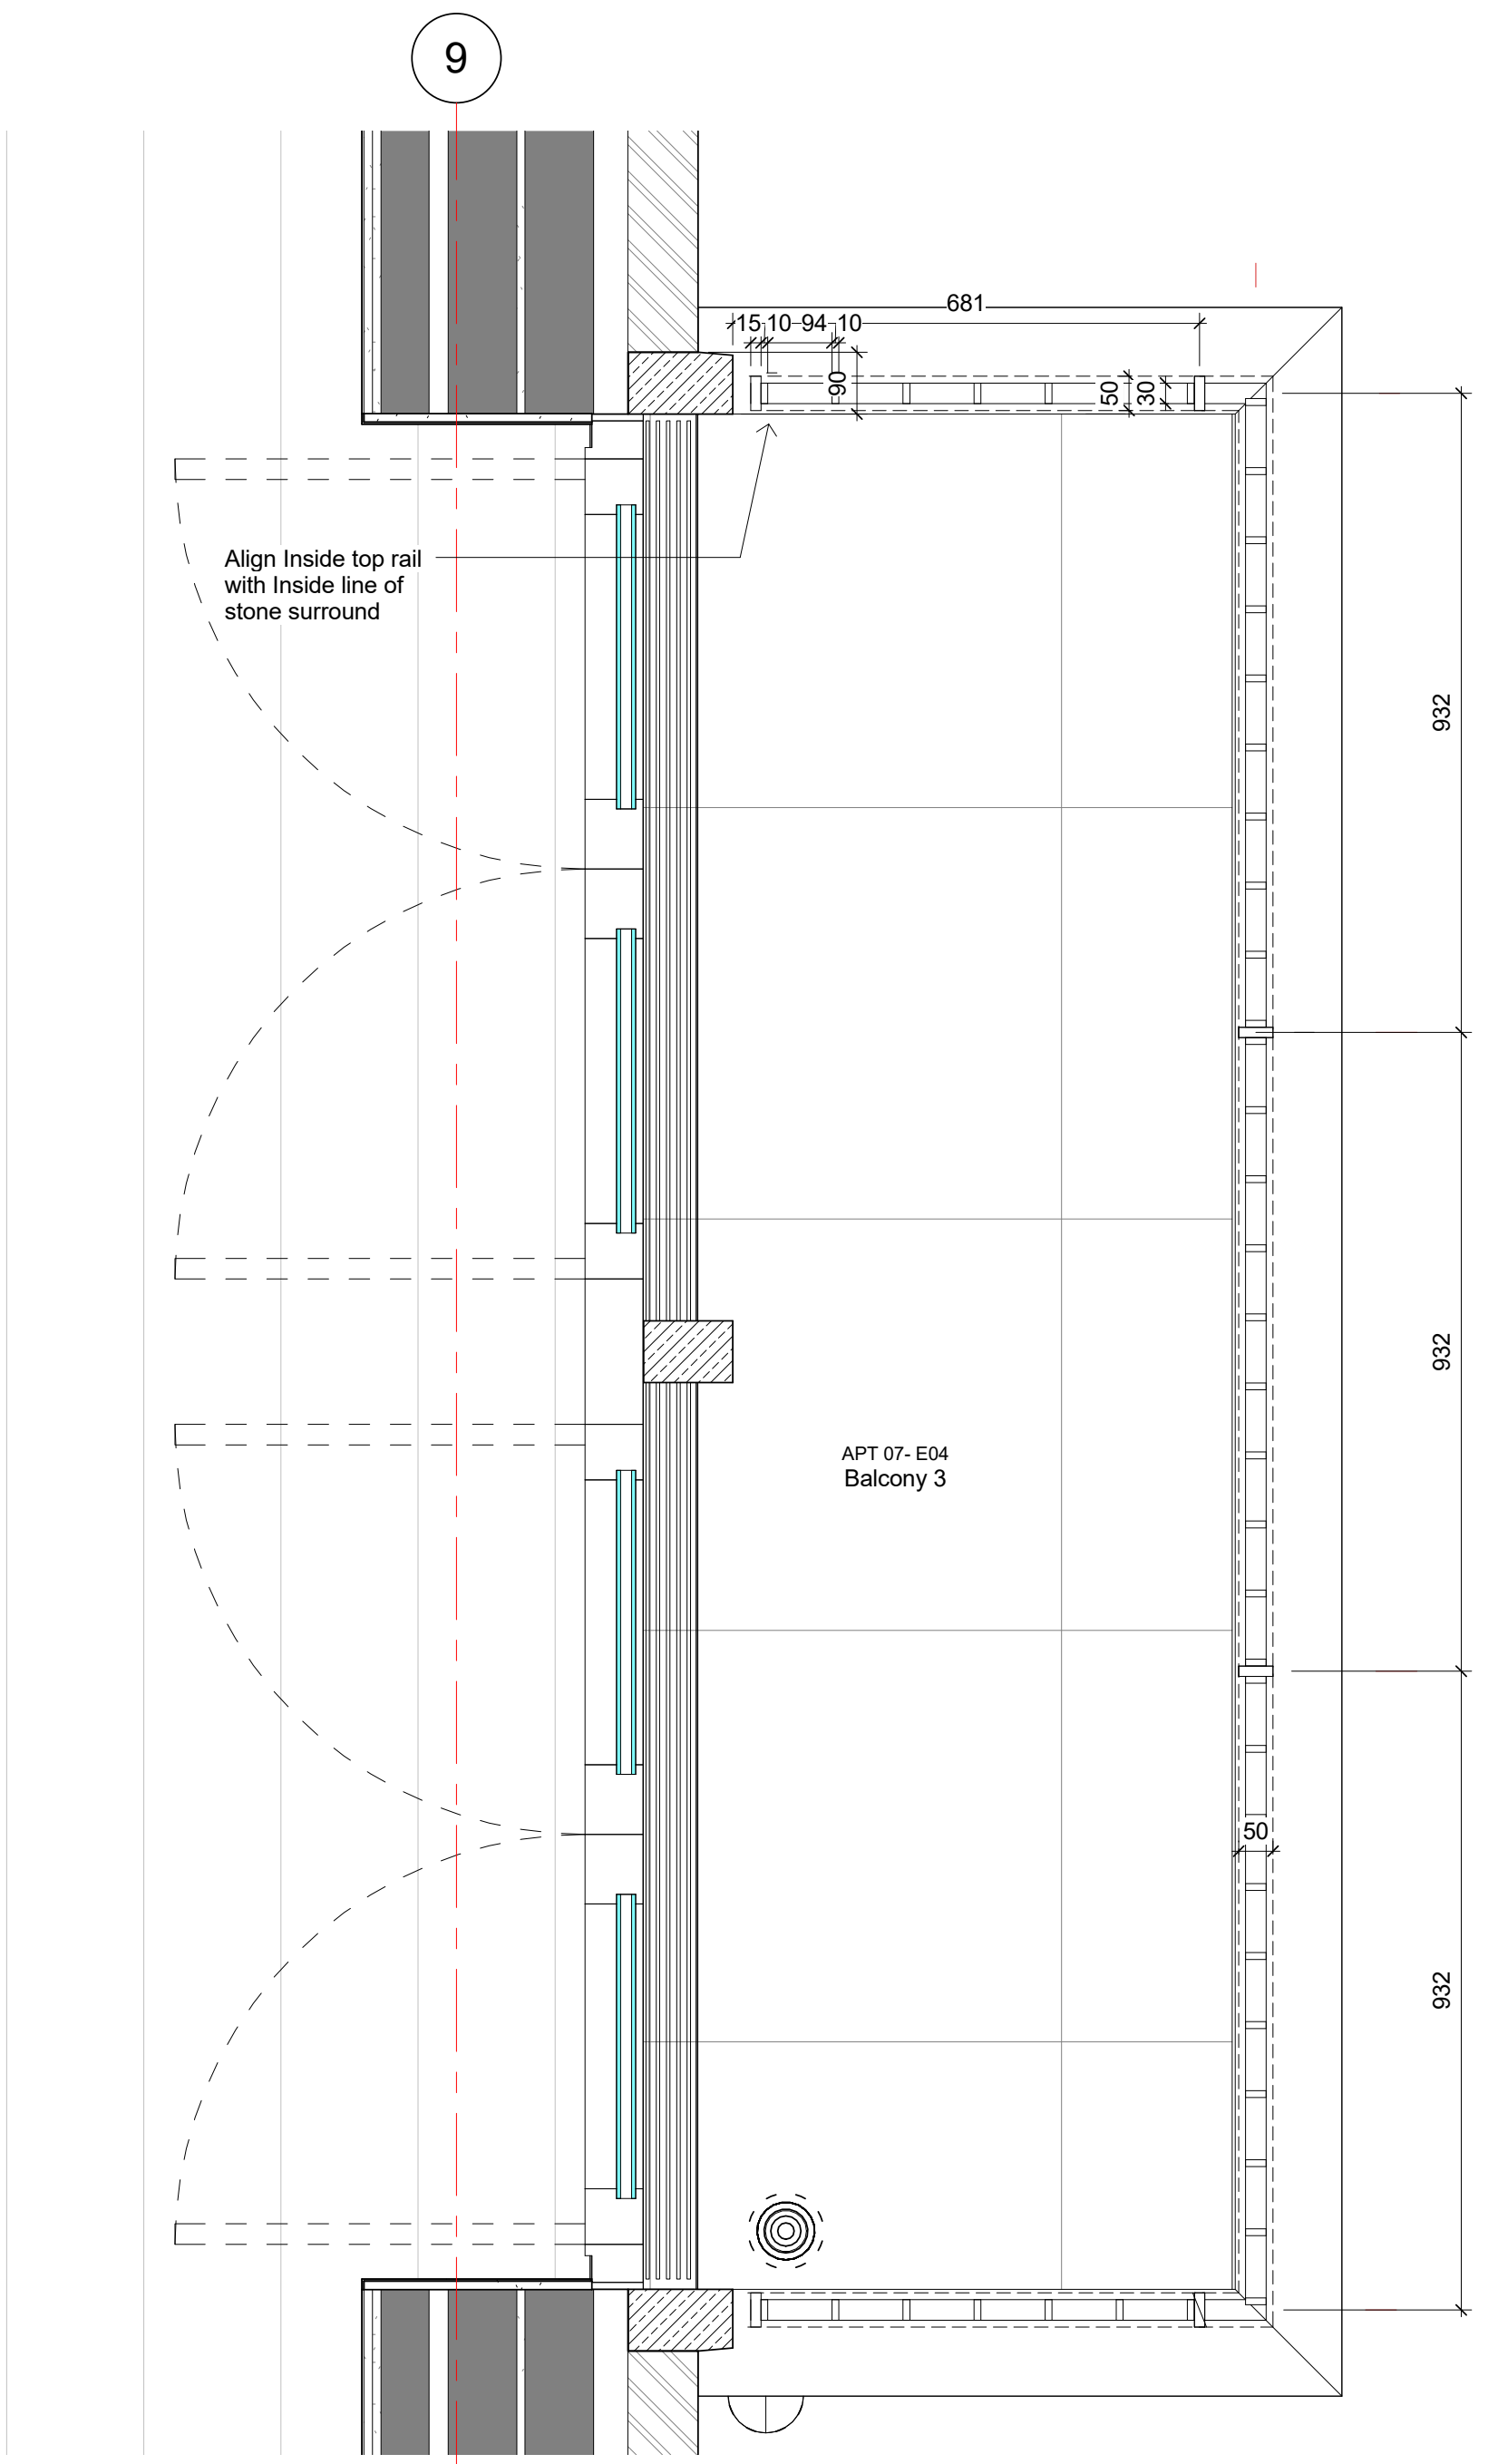 9
681
15 10 94 10
90
50
30
Align Inside top rail
with Inside line of
stone surround
932
932
APT 07- E04
Balcony 3
50
932